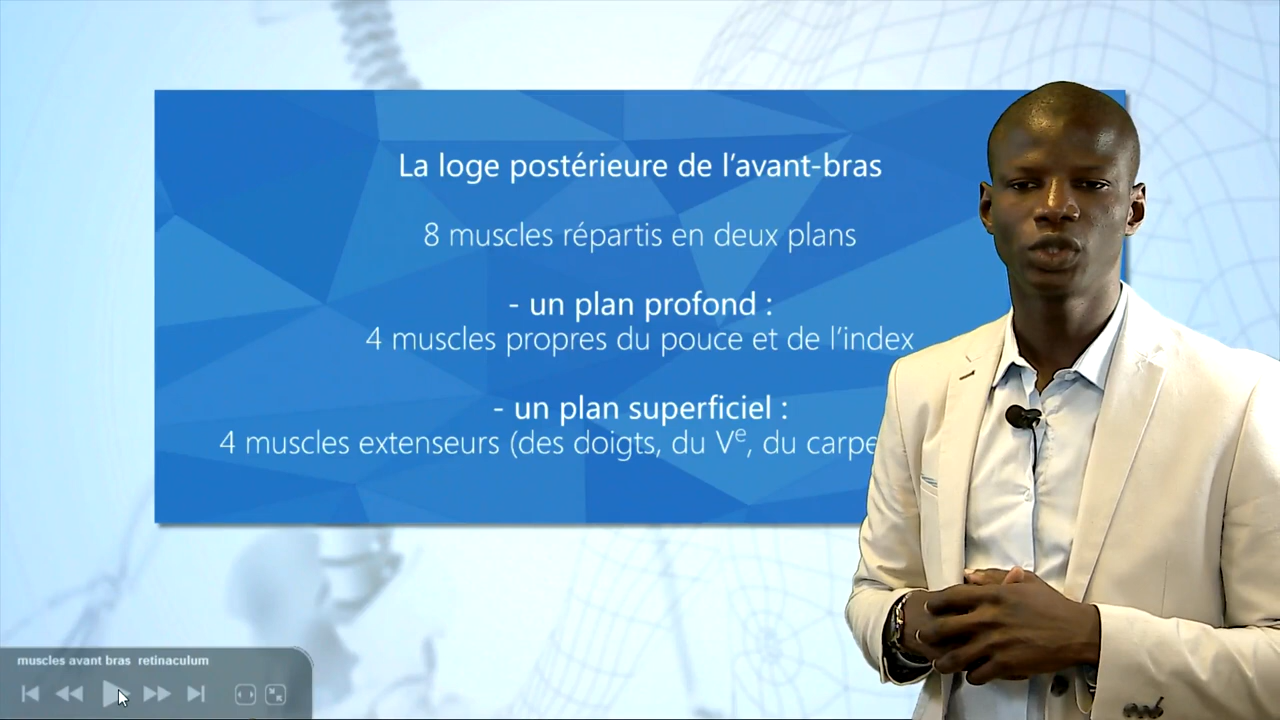 La loge postérieure de l’avant-bras
8 muscles répartis en deux plans
- un plan profond :
4 muscles propres du pouce et de l’index
- un plan superficiel :
4 muscles extenseurs (des doigts, du Vᵉ, du carpe
muscles avant bras retinaculum